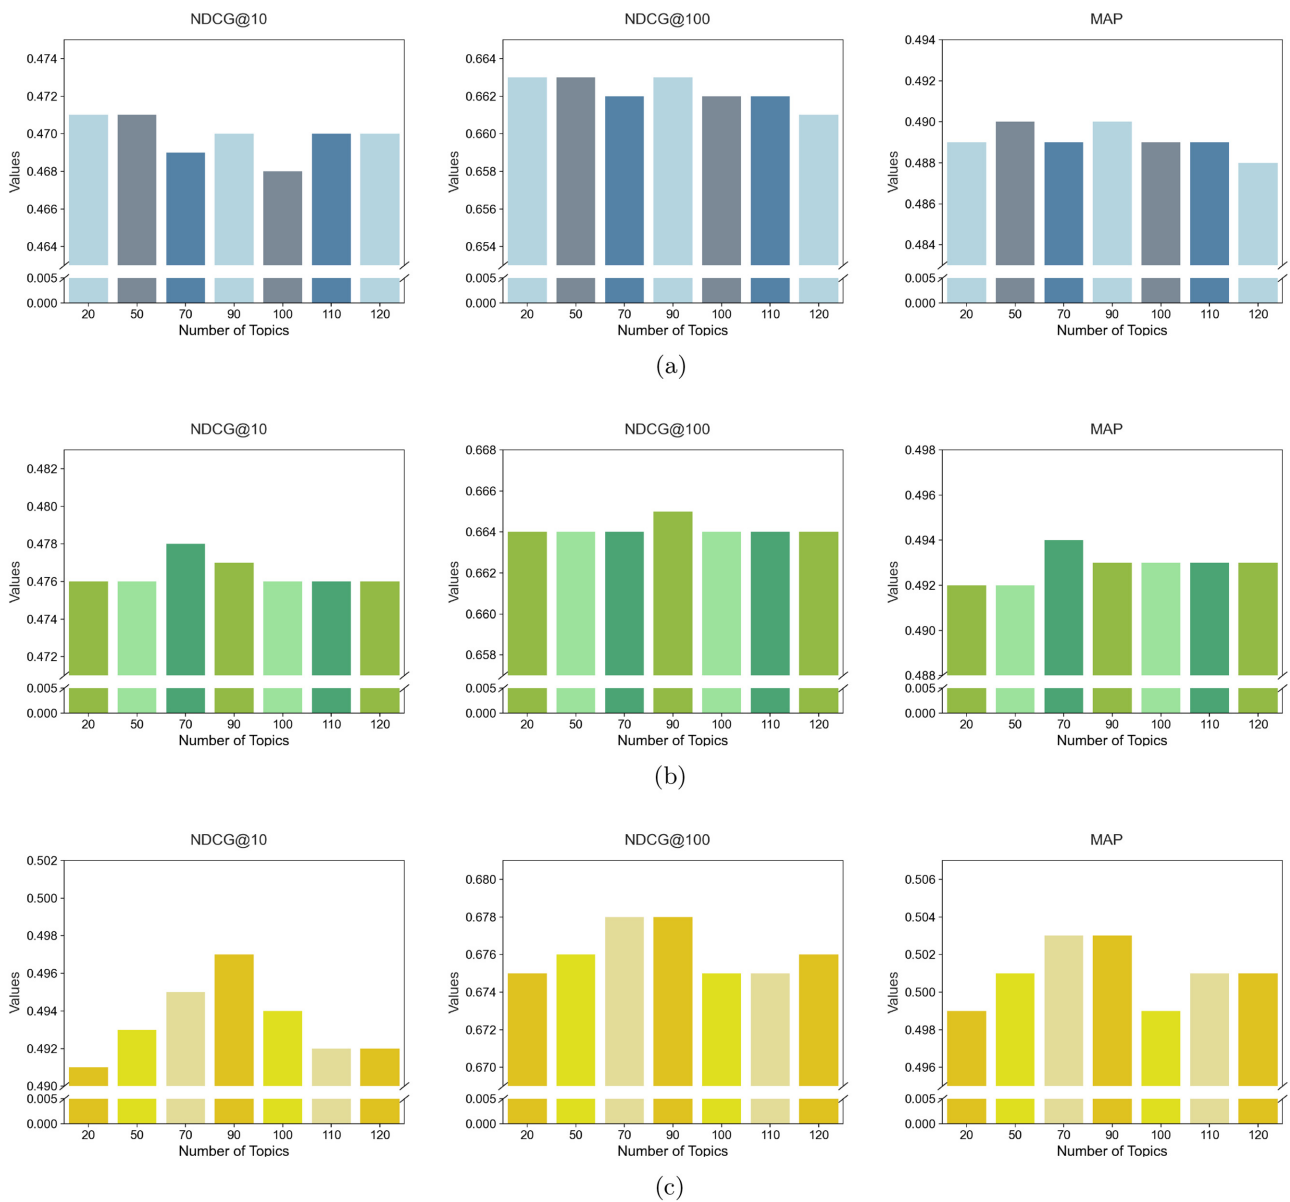 NDCG@10 NDCG@100 MAP
0.474 0.664 0.494
0.472 0.662 0.492
0.470 0.660 0.490
0.468 0.658 0.488
0.466 0.656 0.486
0.464 0.654 0.484
0.005 0.005 0.005
0.000 0.000 0.000
Values Values Values
20 50 70 90 100 110 120 20 50 70 90 100 110 120 20 50 70 90 100 110 120
Number of Topics Number of Topics Number of Topics
(a)
NDCG@10 NDCG@100 MAP
0.482 0.668 0.498
0.480 0.666 0.496
0.478 0.664 0.494
0.476 0.662 0.492
0.474 0.660 0.490
0.472 0.658 0.488
0.005 0.005 0.005
0.000 0.000 0.000
Values Values Values
20 50 70 90 100 110 120 20 50 70 90 100 110 120 20 50 70 90 100 110 120
Number of Topics Number of Topics Number of Topics
(b)
NDCG@10 NDCG@100 MAP
0.502 0.680 0.506
0.500 0.678 0.504
0.498 0.676 0.502
0.496 0.674 0.500
0.494 0.672 0.498
0.492 0.670 0.496
0.490
0.005 0.005 0.005
0.000 0.000 0.000
Values Values Values
20 50 70 90 100 110 120 20 50 70 90 100 110 120 20 50 70 90 100 110 120
Number of Topics Number of Topics Number of Topics
(c)